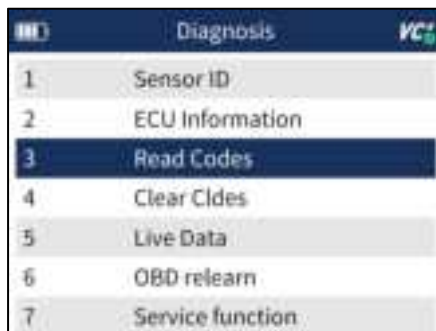 Diagnosis VCI
1 Sensor ID
2 ECU Information
3 Read Codes
4 Clear Cldes
5 Live Data
6 OBD relearn
7 Service function